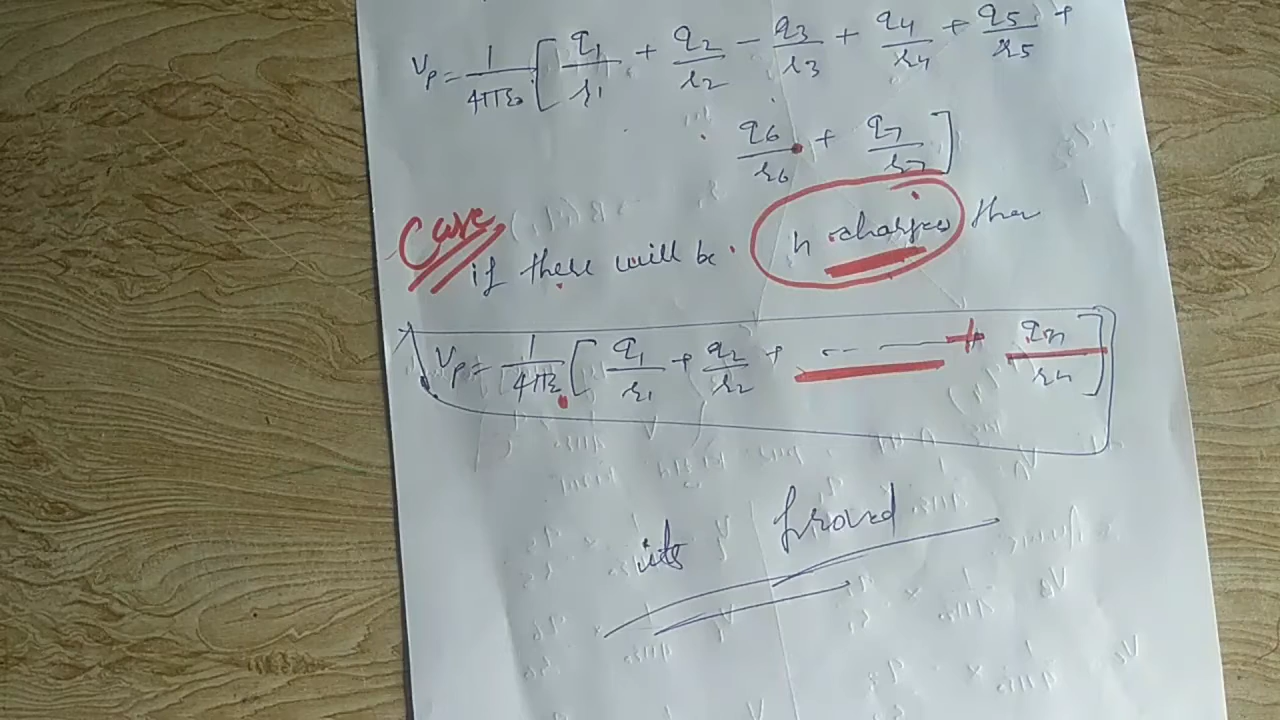 Vp = 1/4πε₀ [ q1/r1 + q2/r2 − q3/r3 + q4/r4 + q5/r5 +
q6/r6 + q7/r7 ]
Case
if there will be n charges then
Vp = 1/4πε [ q1/r1 + q2/r2 + -- — + qn/rn ]
its proved